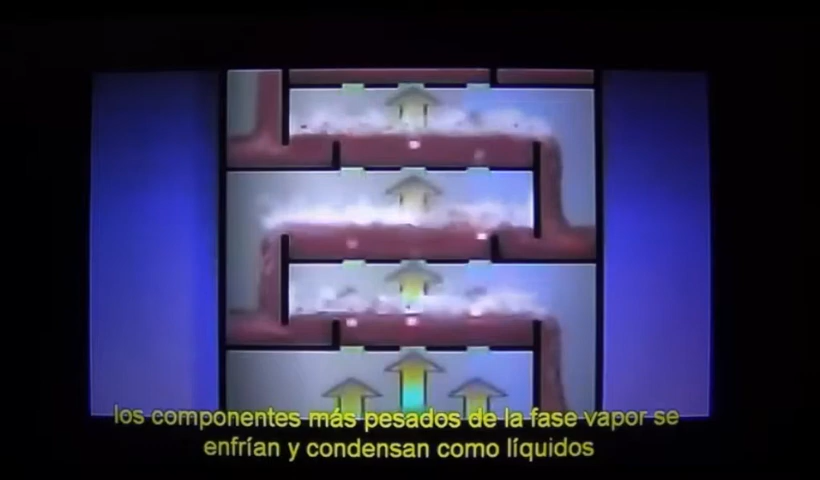 los componentes más pesados de la fase vapor se
enfrían y condensan como líquidos